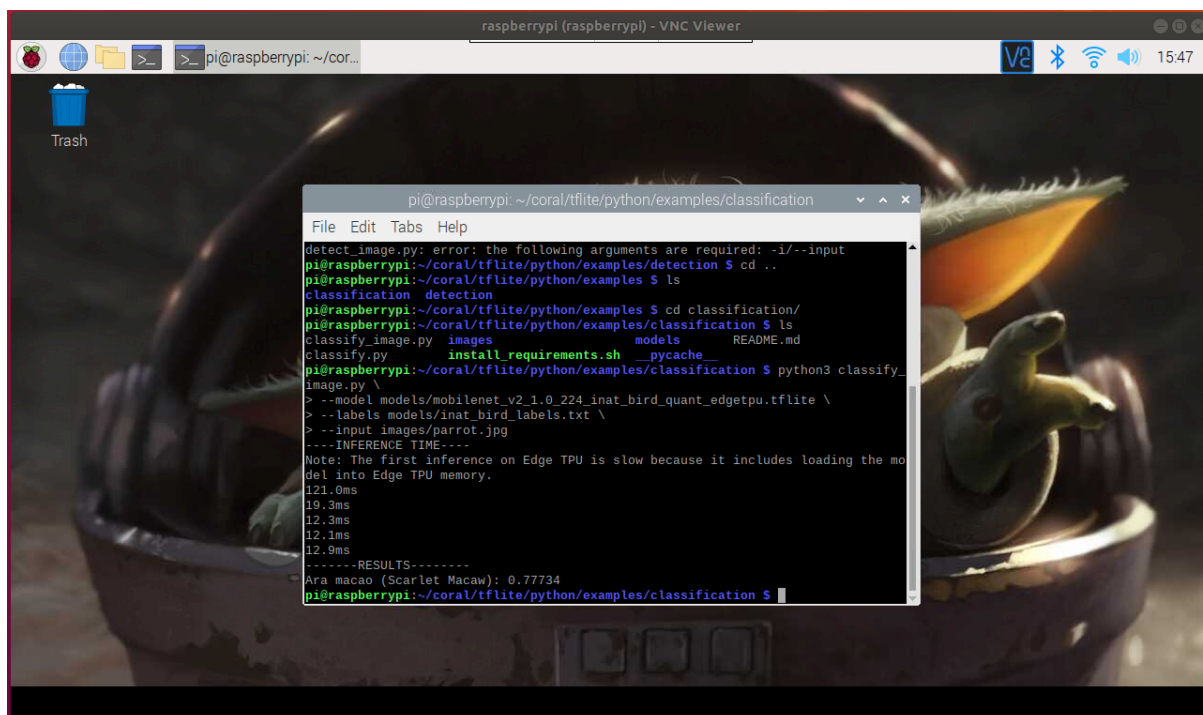 raspberrypi (raspberrypi) - VNC Viewer
pi@raspberrypi: ~/cor...
15:47
Trash
pi@raspberrypi: ~/coral/tflite/python/examples/classification
File Edit Tabs Help
detect_image.py: error: the following arguments are required: -i/--input
pi@raspberrypi:~/coral/tflite/python/examples/detection $ cd ..
pi@raspberrypi:~/coral/tflite/python/examples $ ls
classification detection
pi@raspberrypi:~/coral/tflite/python/examples $ cd classification/
pi@raspberrypi:~/coral/tflite/python/examples/classification $ ls
classify_image.py images models README.md
classify.py install_requirements.sh __pycache__
pi@raspberrypi:~/coral/tflite/python/examples/classification $ python3 classify_
image.py \
> --model models/mobilenet_v2_1.0_224_inat_bird_quant_edgetpu.tflite \
> --labels models/inat_bird_labels.txt \
> --input images/parrot.jpg
----INFERENCE TIME----
Note: The first inference on Edge TPU is slow because it includes loading the mo
del into Edge TPU memory.
121.0ms
19.3ms
12.3ms
12.1ms
12.9ms
-------RESULTS--------
Ara macao (Scarlet Macaw): 0.77734
pi@raspberrypi:~/coral/tflite/python/examples/classification $